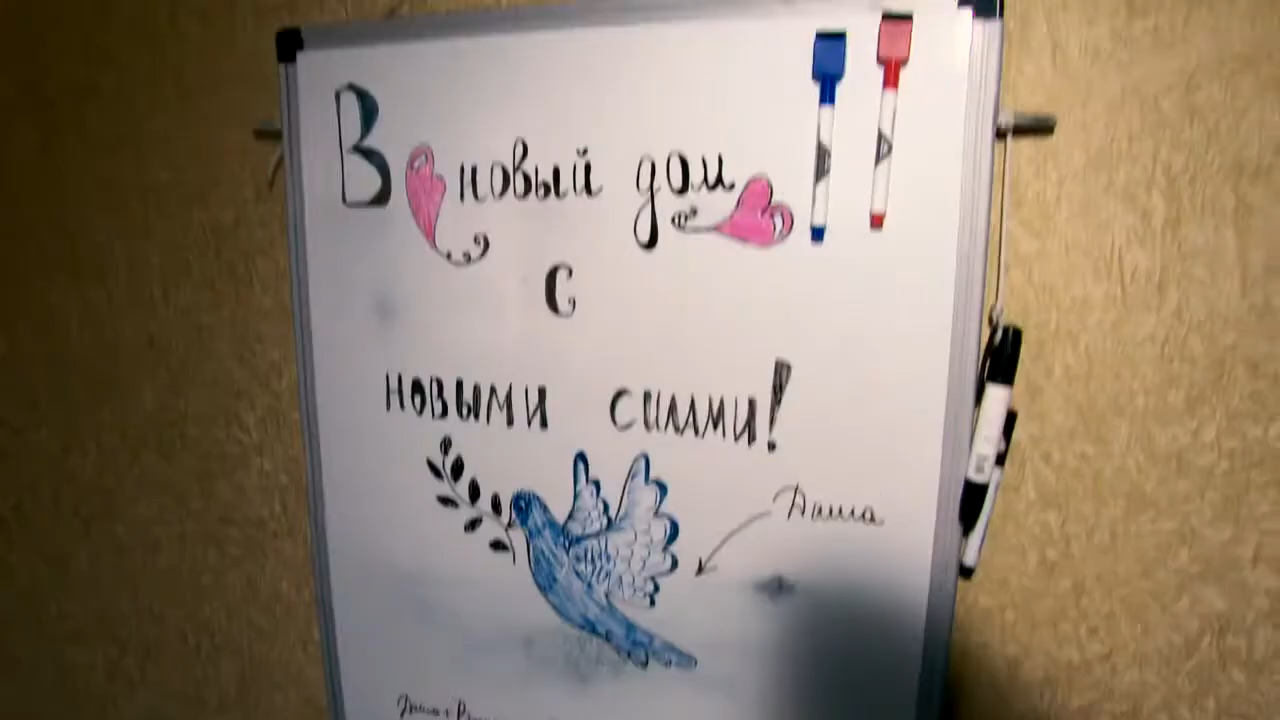 В новый дом
с
новыми силами!
Даша